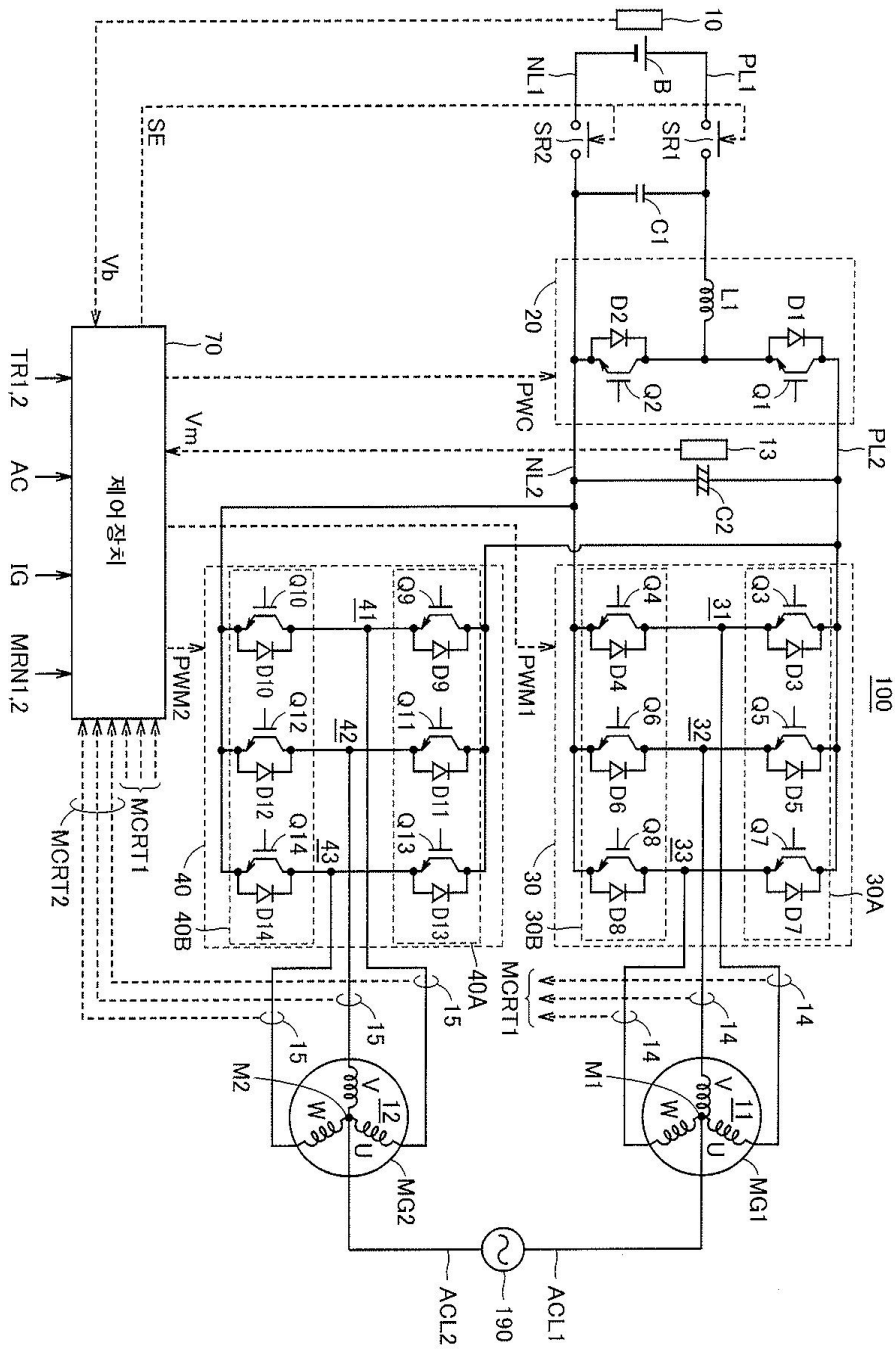 100
10
PL1
B
NL1
SR1
SR2
SE
C1
Vb
L1
20
D1
D2
Q1
Q2
PWC
PL2
13
C2
NL2
Vm
70
제어장치
TR1,2
AC
IG
MRN1,2
Q3
D3
Q5
D5
Q7
D7
30A
31
32
33
Q4
D4
Q6
D6
Q8
D8
30
30B
PWM1
Q9
D9
Q11
D11
Q13
D13
40A
41
42
43
Q10
D10
Q12
D12
Q14
D14
40
40B
PWM2
MCRT1
MCRT2
MCRT1
14
14
14
15
15
15
M1
U
V
W
11
MG1
M2
U
V
W
12
MG2
ACL1
190
ACL2